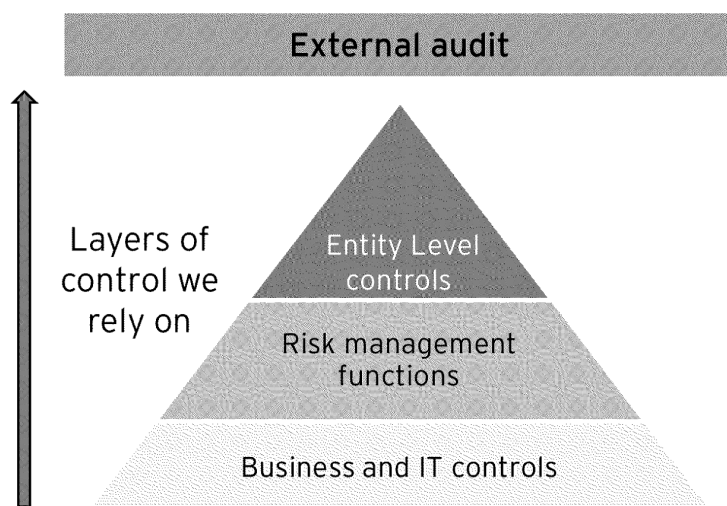 External audit
Layers of
control we
rely on
Entity Level
controls
Risk management
functions
Business and IT controls